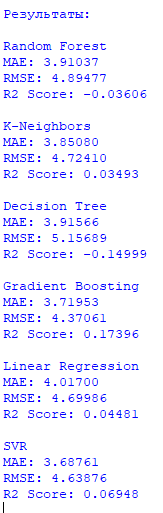 Результаты:
Random Forest
MAE: 3.91037
RMSE: 4.89477
R2 Score: -0.03606
K-Neighbors
MAE: 3.85080
RMSE: 4.72410
R2 Score: 0.03493
Decision Tree
MAE: 3.91566
RMSE: 5.15689
R2 Score: -0.14999
Gradient Boosting
MAE: 3.71953
RMSE: 4.37061
R2 Score: 0.17396
Linear Regression
MAE: 4.01700
RMSE: 4.69986
R2 Score: 0.04481
SVR
MAE: 3.68761
RMSE: 4.63876
R2 Score: 0.06948